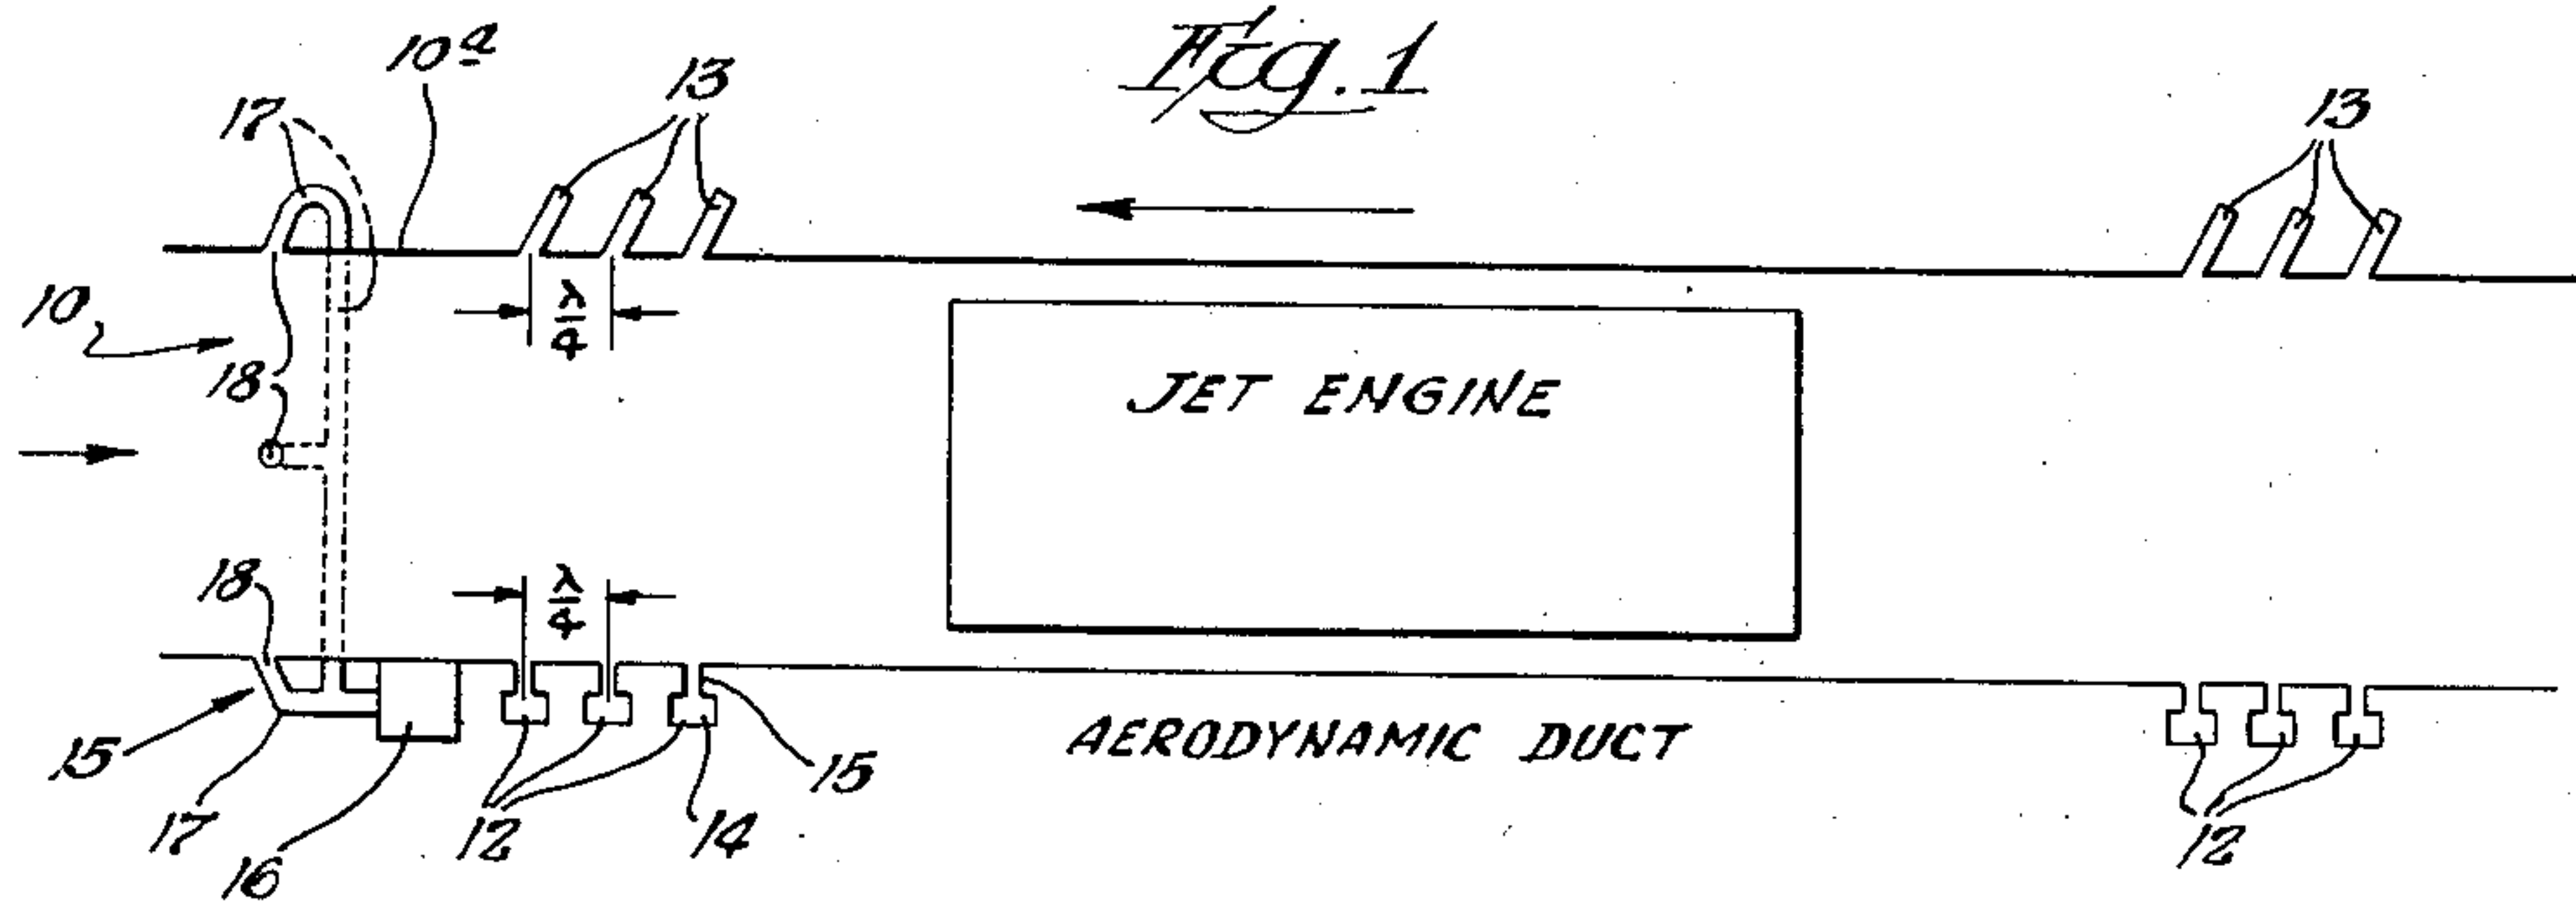 Fig. 1
10a
13
17
13
λ/4
10
18
JET ENGINE
18
λ/4
15
17
16
12
14
15
AERODYNAMIC DUCT
12